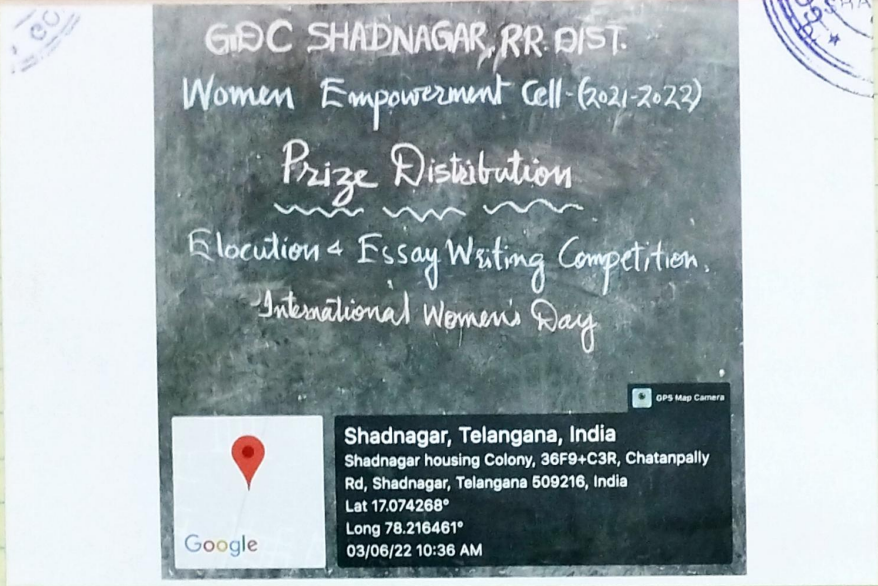 GDC SHADNAGAR, RR. DIST.
Women Empowerment Cell-(2021-2022)
Prize Distribution
Elocution & Essay Writing Competition.
International Women's Day
GPS Map Camera
Shadnagar, Telangana, India
Shadnagar housing Colony, 36F9+C3R, Chatanpally
Rd, Shadnagar, Telangana 509216, India
Lat 17.074268°
Long 78.216461°
03/06/22 10:36 AM
Google